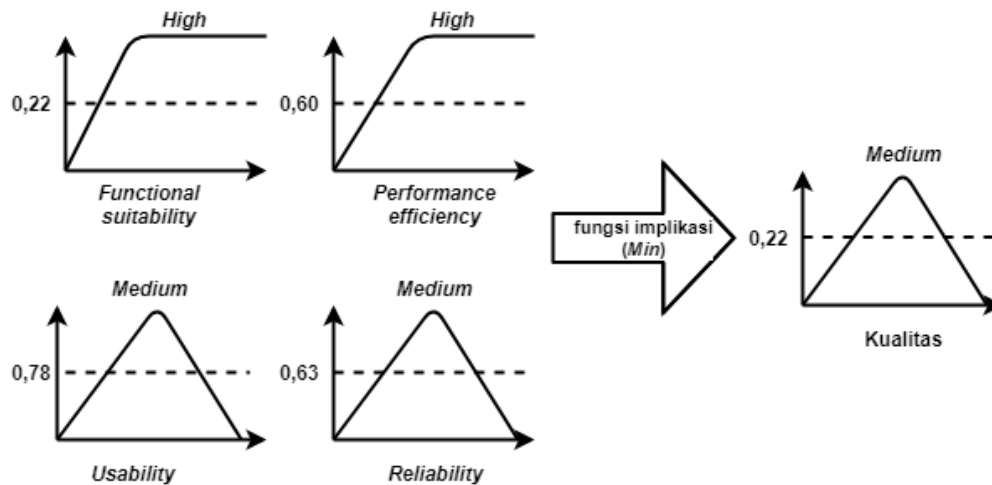 High
0,22
Functional
suitability
High
0,60
Performance
efficiency
Medium
0,78
Usability
Medium
0,63
Reliability
fungsi implikasi
(Min)
Medium
0,22
Kualitas